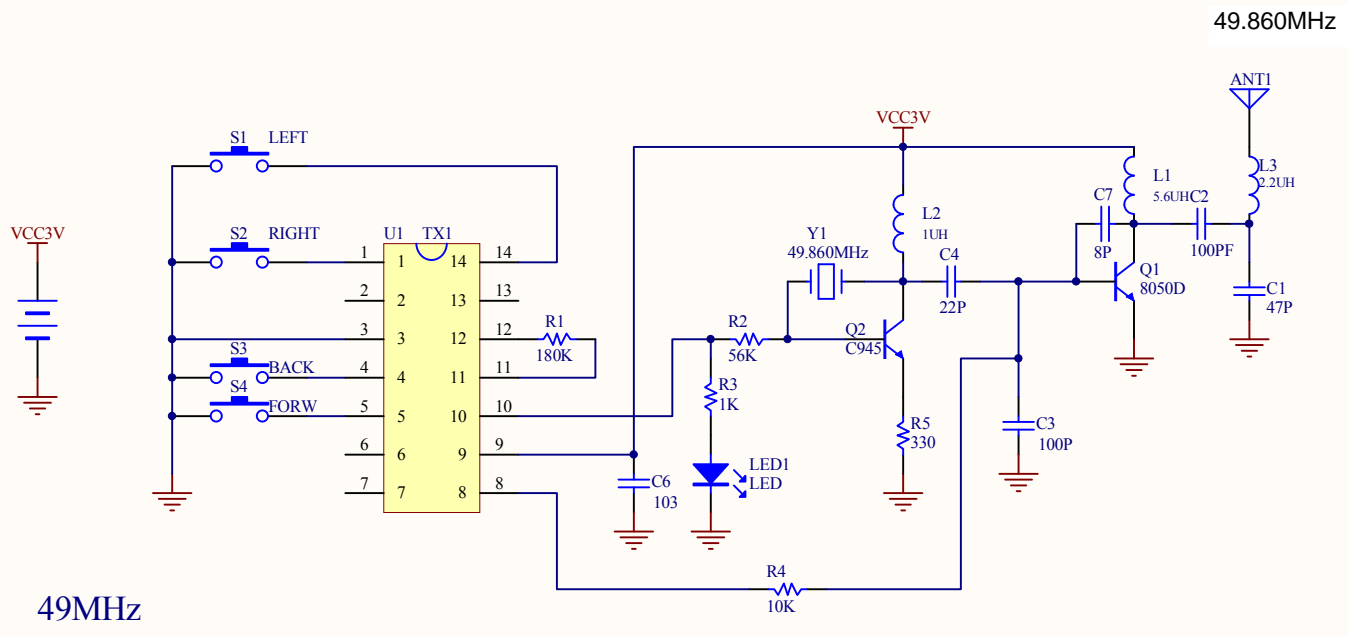 49.860MHz
ANT1
VCC3V
S1 LEFT
L3
2.2UH
L1
5.6UH
C2
100PF
C7
8P
L2
1UH
VCC3V
S2 RIGHT
U1 TX1
Y1
49.860MHz
C4
22P
Q1
8050D
C1
47P
1 1 14 14
2 2 13 13
3 3 12 12
4 4 11 11
5 5 10 10
6 6 9 9
7 7 8 8
R1
180K
R2
56K
Q2
C945
S3
BACK
S4
FORW
R3
1K
R5
330
C3
100P
LED1
LED
C6
103
R4
10K
49MHz